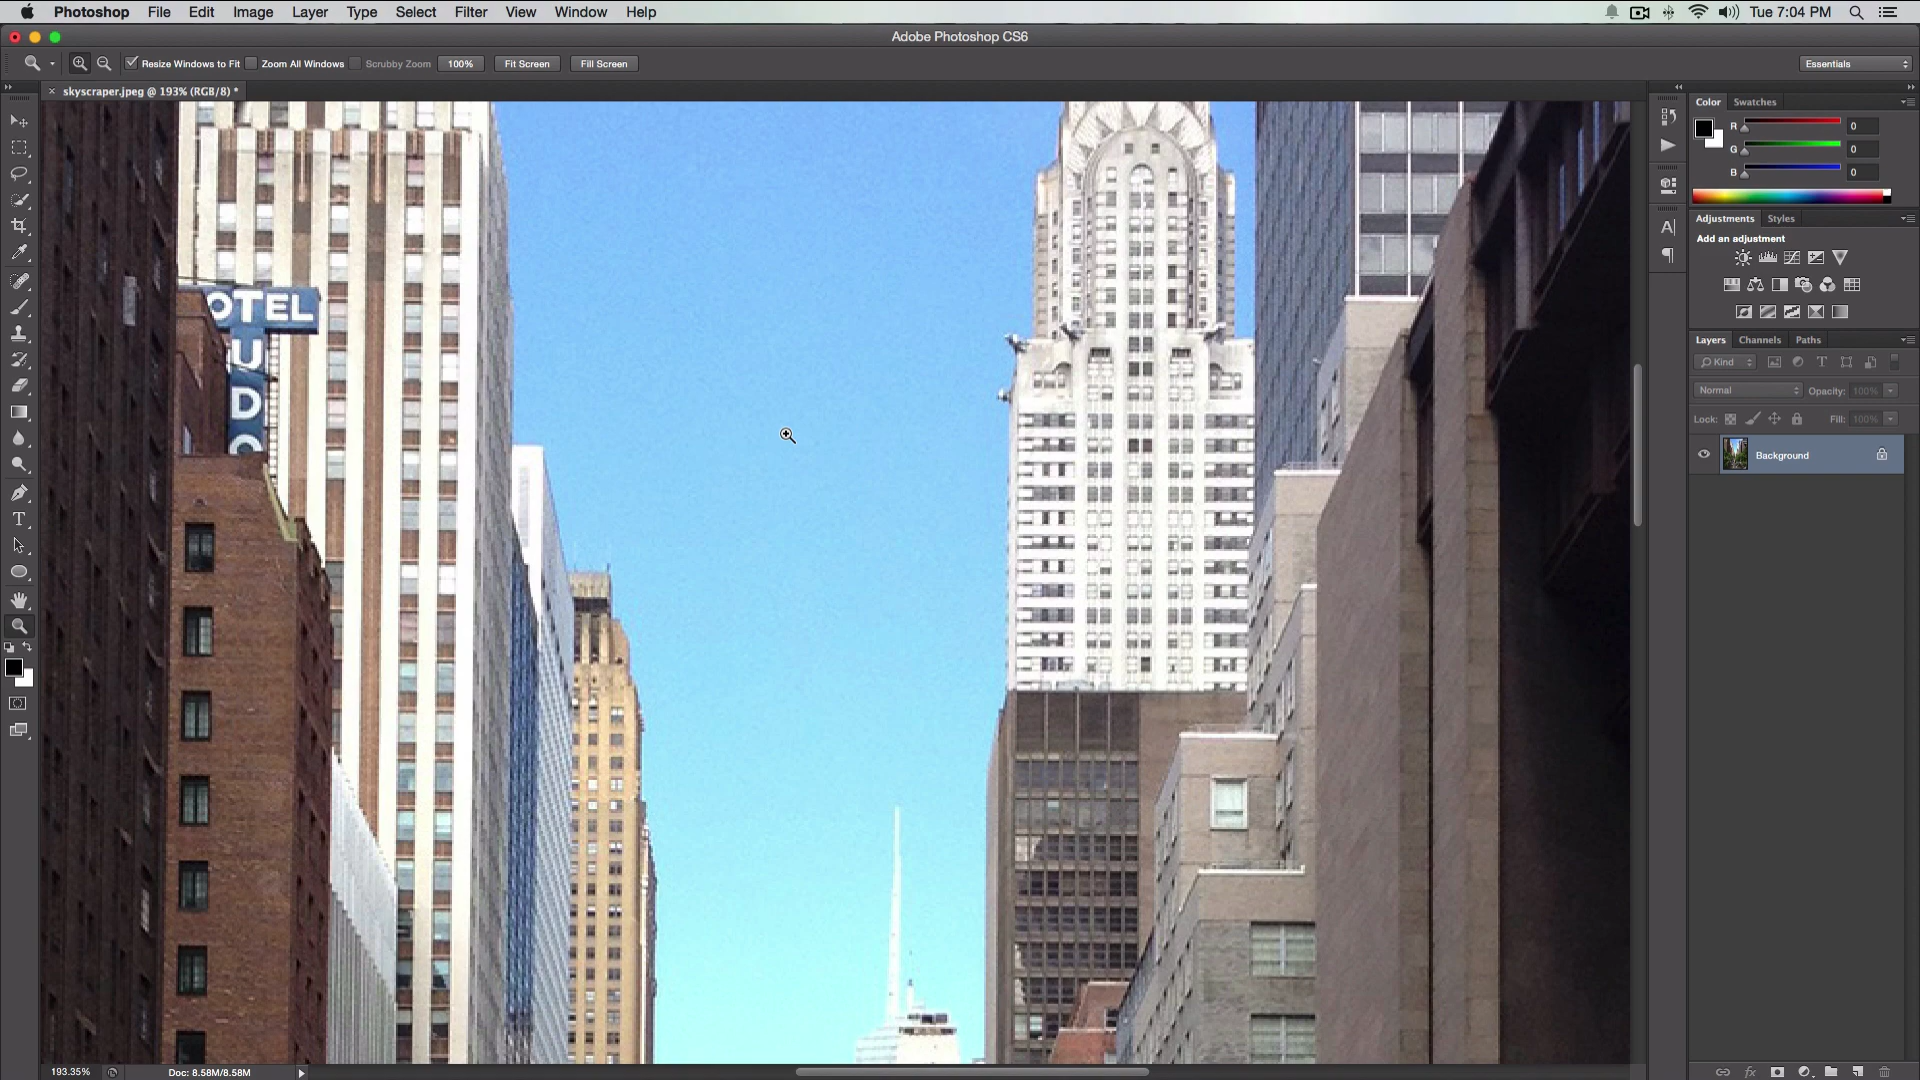 Photoshop File Edit Image Layer Type Select Filter View Window Help Tue 7:04 PM
Adobe Photoshop CS6
Resize Windows to Fit Zoom All Windows Scrubby Zoom 100% Fit Screen Fill Screen Essentials
× skyscraper.jpeg @ 193% (RGB/8) *
Color Swatches
R 0
G 0
B 0
Adjustments Styles
Add an adjustment
Layers Channels Paths
Kind
Normal Opacity: 100%
Lock: Fill: 100%
Background
OTEL
U
D
O
193.35% Doc: 8.58M/8.58M